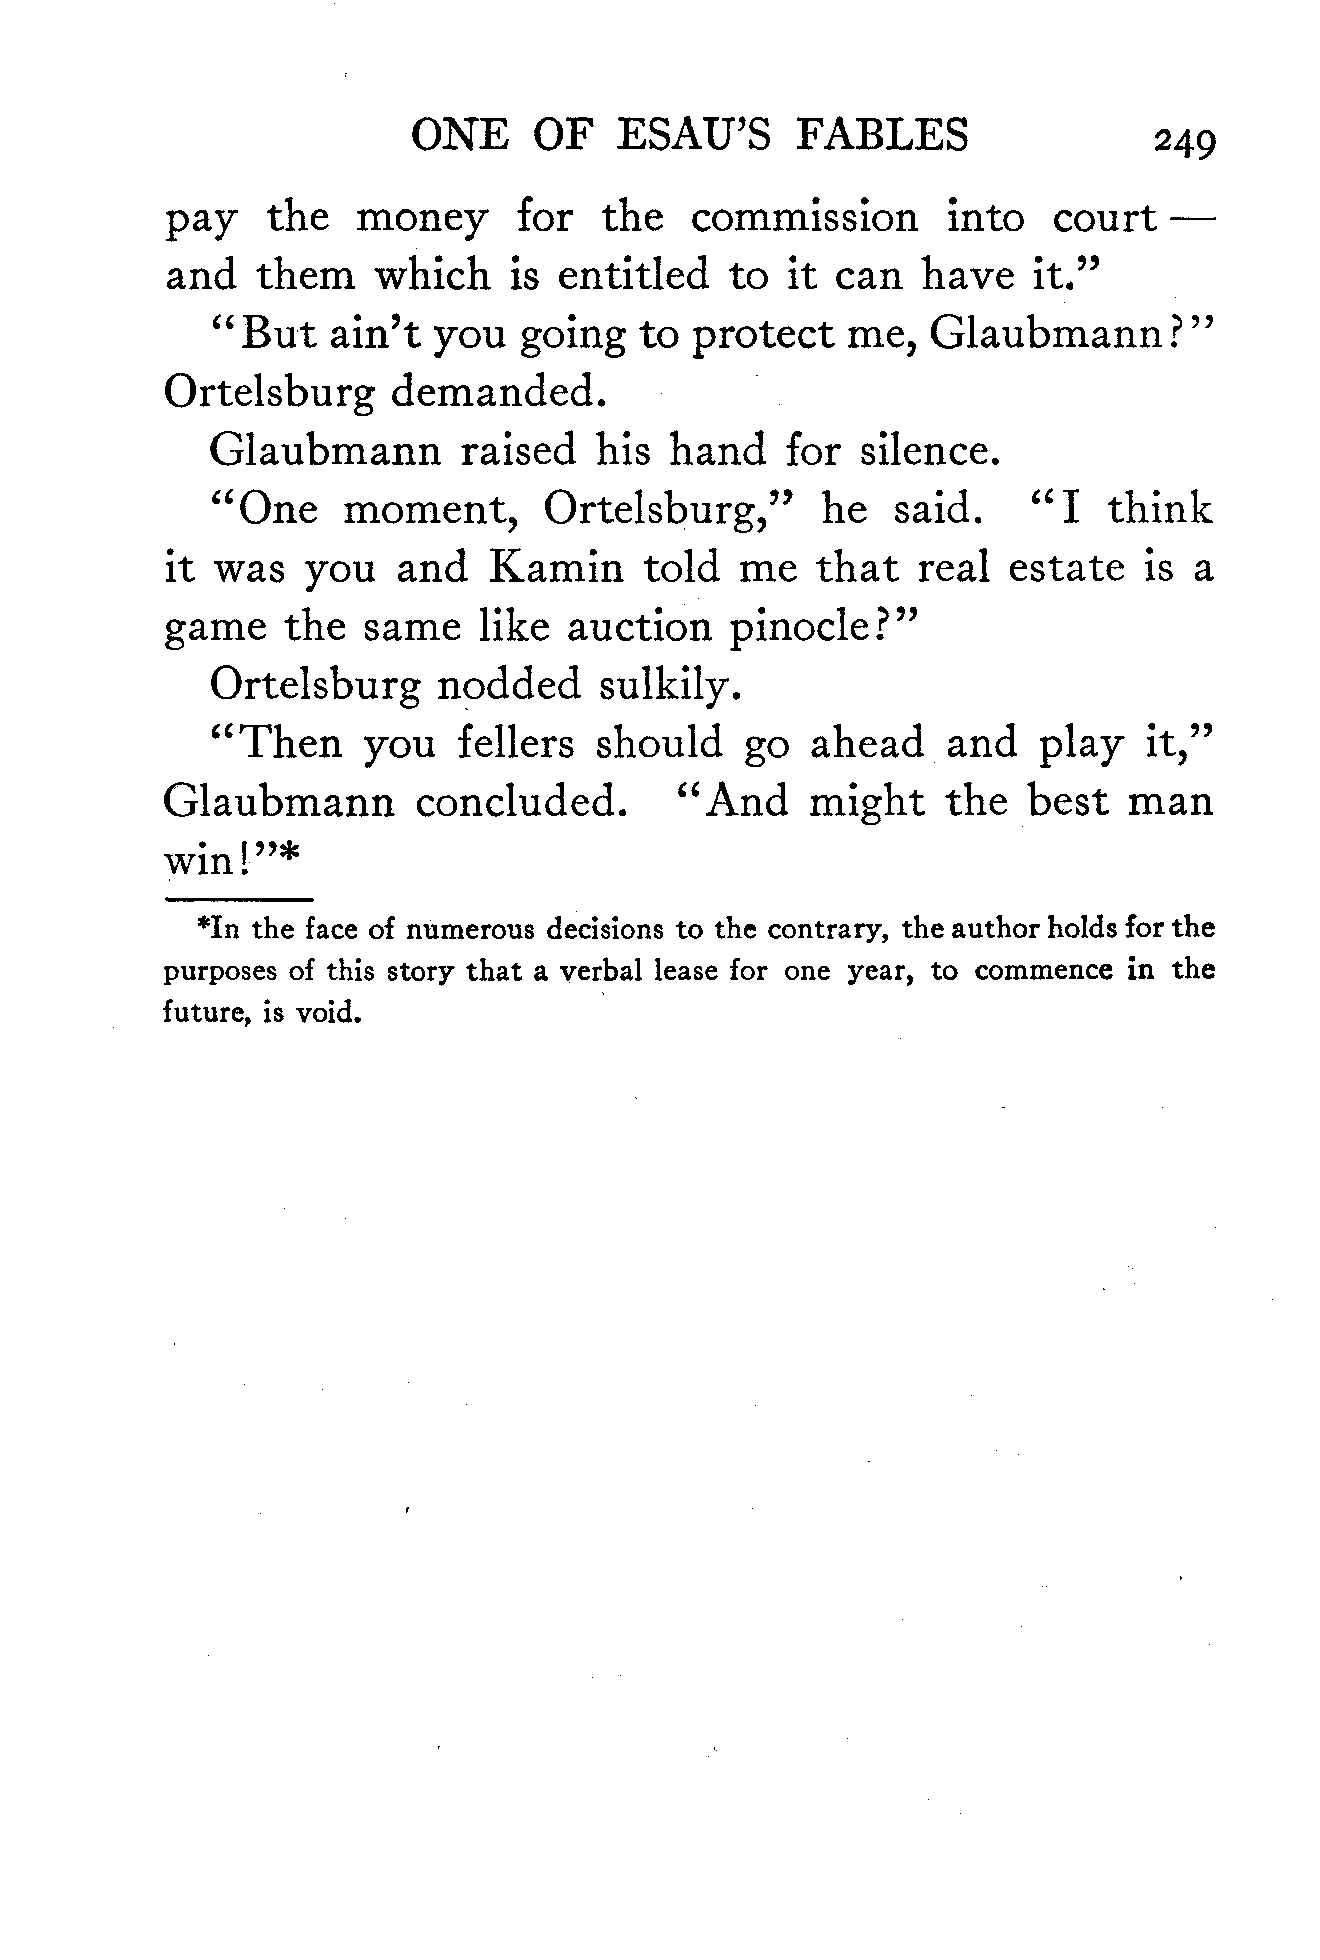 ONE OF ESAU'S FABLES 249
pay the money for the commission into court —
and them which is entitled to it can have it."
"But ain't you going to protect me, Glaubmann?"
Ortelsburg demanded.
Glaubmann raised his hand for silence.
"One moment, Ortelsburg," he said. "I think
it was you and Kamin told me that real estate is a
game the same like auction pinocle?"
Ortelsburg nodded sulkily.
"Then you fellers should go ahead and play it,"
Glaubmann concluded. "And might the best man
win!"*
*In the face of numerous decisions to the contrary, the author holds for the
purposes of this story that a verbal lease for one year, to commence in the
future, is void.